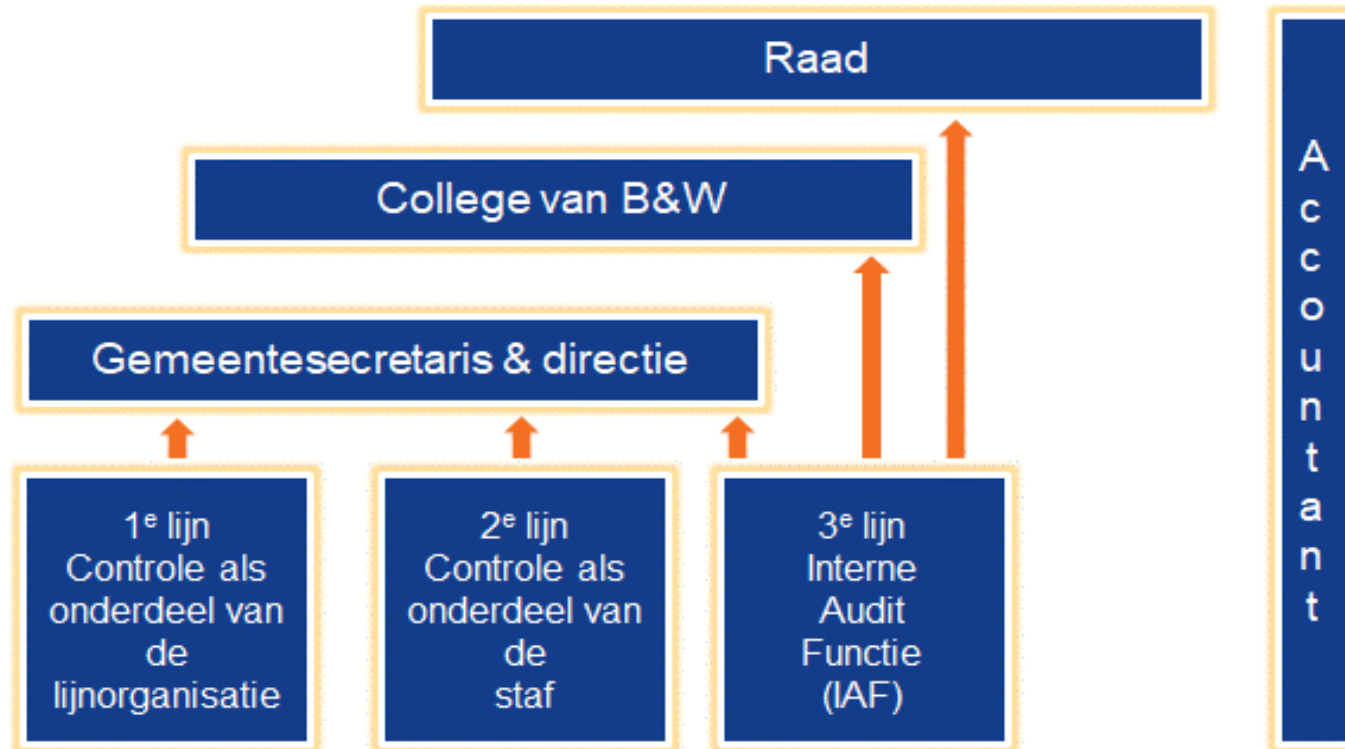 Raad
College van B&W
Gemeentesecretaris & directie
1e lijn
Controle als
onderdeel van
de
lijnorganisatie
2e lijn
Controle als
onderdeel van
de
staf
3e lijn
Interne
Audit
Functie
(IAF)
Accountant